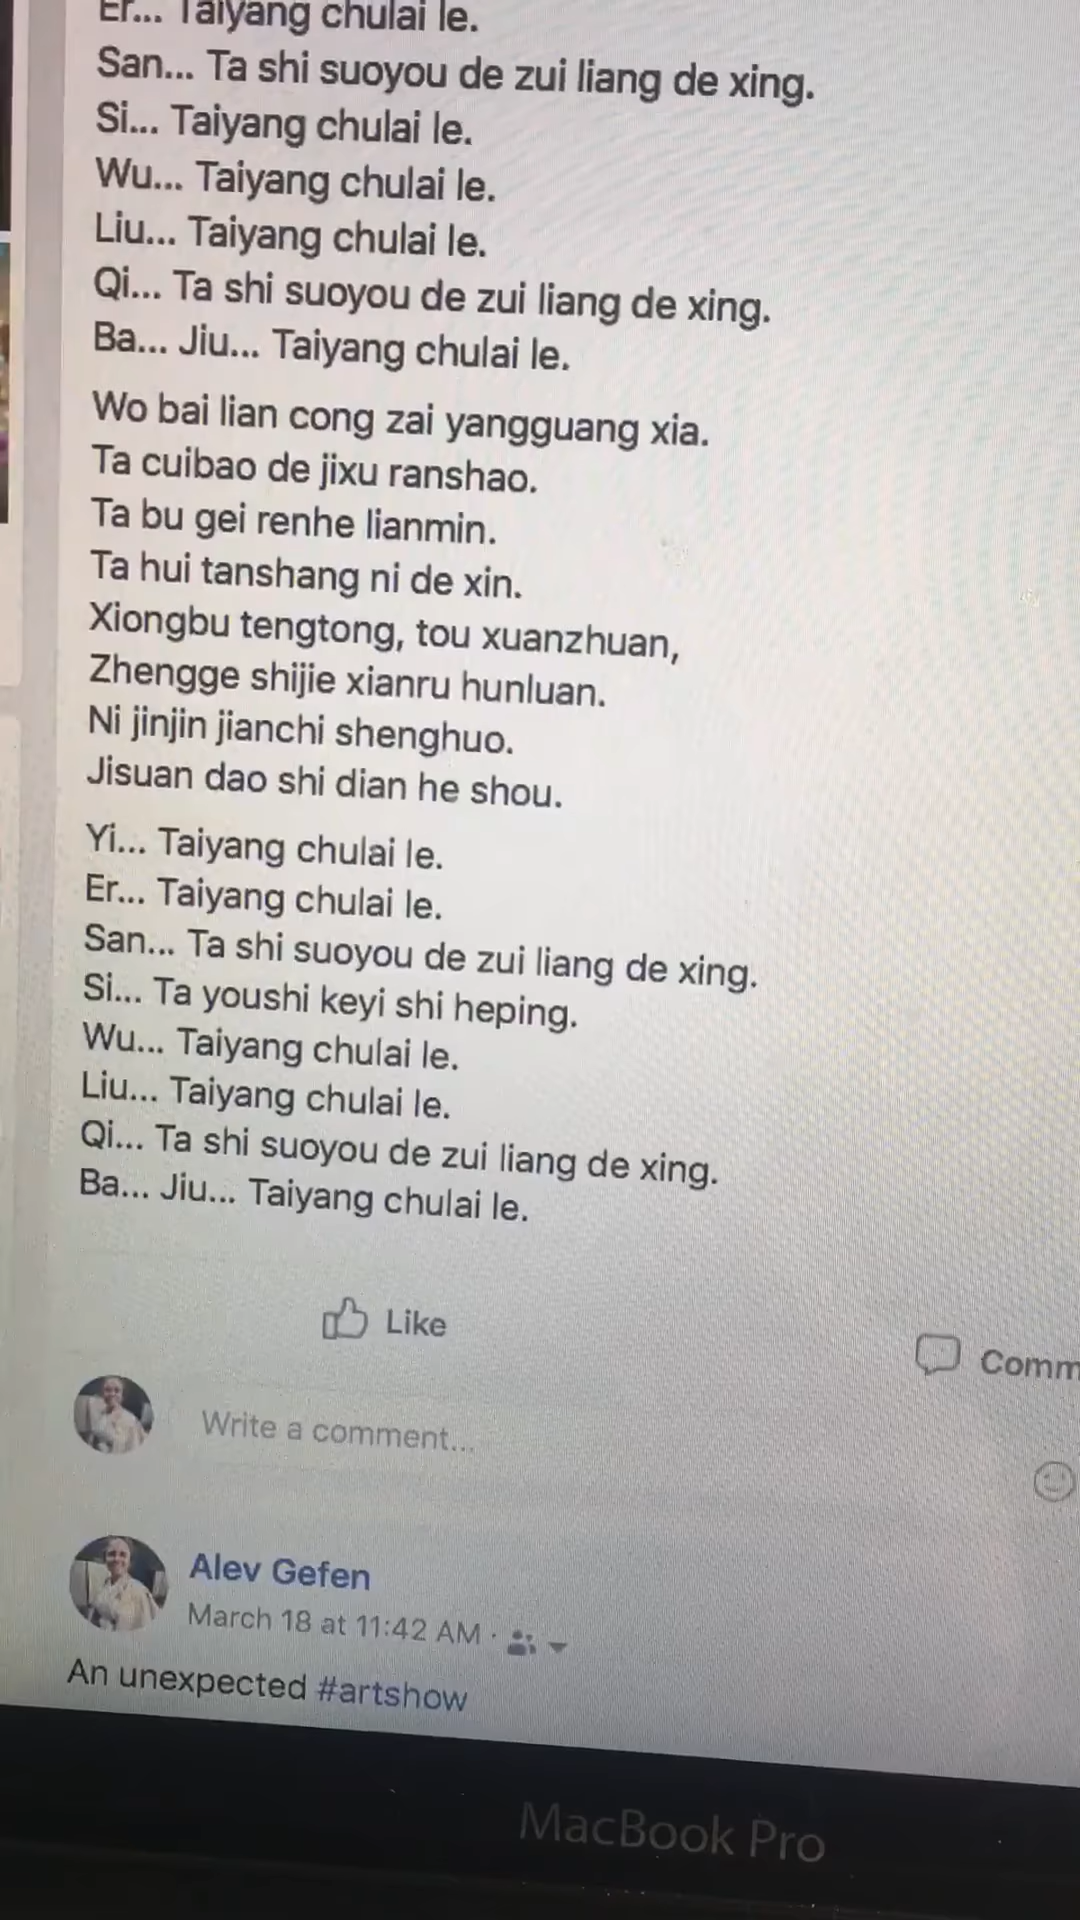 Er... Taiyang chulai le.
San... Ta shi suoyou de zui liang de xing.
Si... Taiyang chulai le.
Wu... Taiyang chulai le.
Liu... Taiyang chulai le.
Qi... Ta shi suoyou de zui liang de xing.
Ba... Jiu... Taiyang chulai le.
Wo bai lian cong zai yangguang xia.
Ta cuibao de jixu ranshao.
Ta bu gei renhe lianmin.
Ta hui tanshang ni de xin.
Xiongbu tengtong, tou xuanzhuan,
Zhengge shijie xianru hunluan.
Ni jinjin jianchi shenghuo.
Jisuan dao shi dian he shou.
Yi... Taiyang chulai le.
Er... Taiyang chulai le.
San... Ta shi suoyou de zui liang de xing.
Si... Ta youshi keyi shi heping.
Wu... Taiyang chulai le.
Liu... Taiyang chulai le.
Qi... Ta shi suoyou de zui liang de xing.
Ba... Jiu... Taiyang chulai le.
Like
Comm
Write a comment...
Alev Gefen
March 18 at 11:42 AM ·
An unexpected #artshow
MacBook Pro